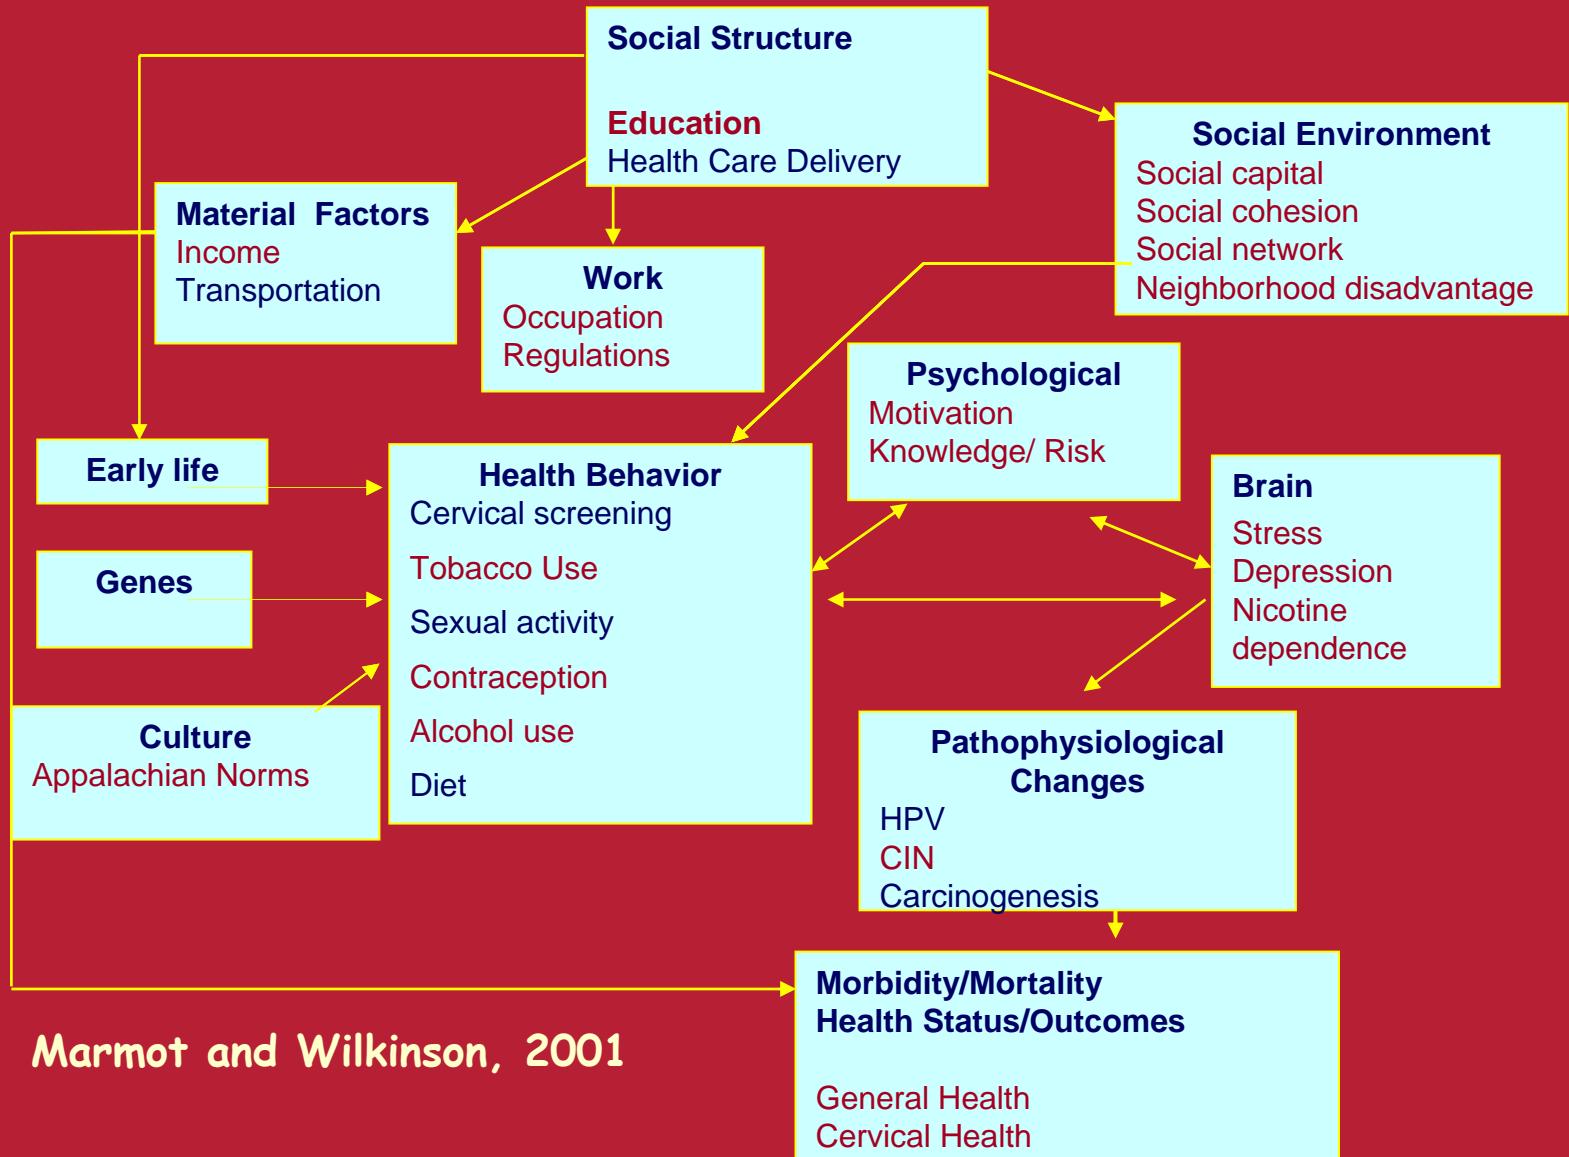 Social Structure
Education
Health Care Delivery
Social Environment
Social capital
Social cohesion
Social network
Neighborhood disadvantage
Material Factors
Income
Transportation
Work
Occupation
Regulations
Psychological
Motivation
Knowledge/ Risk
Early life
Health Behavior
Cervical screening
Tobacco Use
Sexual activity
Contraception
Alcohol use
Diet
Brain
Stress
Depression
Nicotine
dependence
Genes
Culture
Appalachian Norms
Pathophysiological
Changes
HPV
CIN
Carcinogenesis
Morbidity/Mortality
Health Status/Outcomes
General Health
Cervical Health
Marmot and Wilkinson, 2001